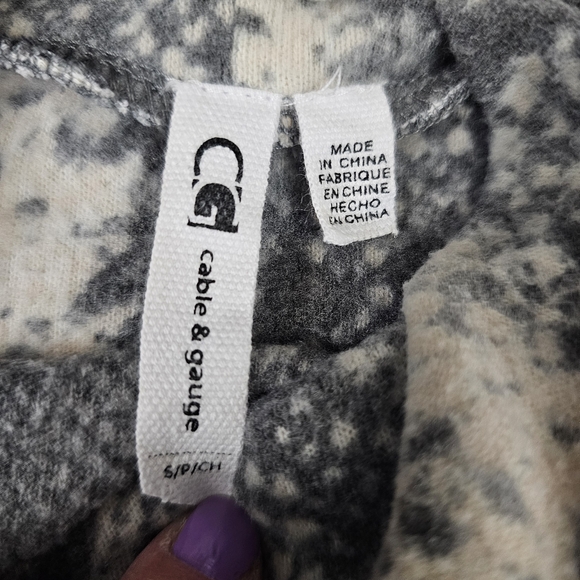 CG
cable & gauge
S/P/CH
MADE
IN CHINA
FABRIQUE
EN CHINE
HECHO
EN CHINA